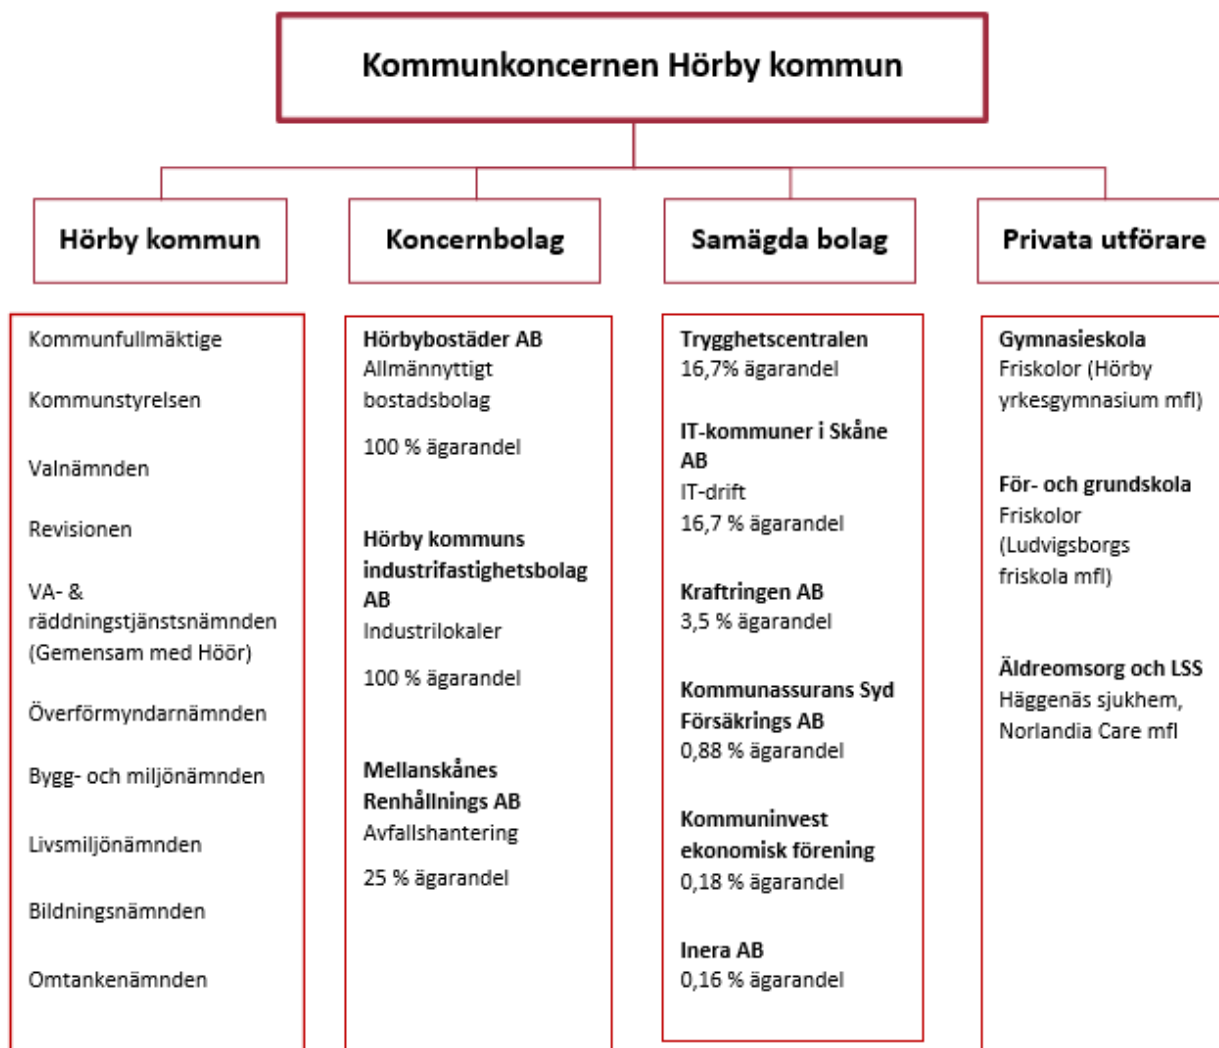 Kommunkoncernen Hörby kommun
Hörby kommun
Kommunfullmäktige
Kommunstyrelsen
Valnämnden
Revisionen
VA- &
räddningstjänstsnämnden
(Gemensam med Höör)
Överförmyndarnämnden
Bygg- och miljönämnden
Livsmiljönämnden
Bildningsnämnden
Omtankenämnden
Koncernbolag
Hörbybostäder AB
Allmännyttigt
bostadsbolag
100 % ägarandel
Hörby kommuns
industrifastighetsbolag
AB
Industrilokaler
100 % ägarandel
Mellanskånes
Renhållnings AB
Avfallshantering
25 % ägarandel
Samägda bolag
Trygghetscentralen
16,7% ägarandel
IT-kommuner i Skåne
AB
IT-drift
16,7 % ägarandel
Kraftringen AB
3,5 % ägarandel
Kommunassurans Syd
Försäkrings AB
0,88 % ägarandel
Kommuninvest
ekonomisk förening
0,18 % ägarandel
Inera AB
0,16 % ägarandel
Privata utförare
Gymnasieskola
Friskolor (Hörby
yrkesgymnasium mfl)
För- och grundskola
Friskolor
(Ludvigsborgs
friskola mfl)
Äldreomsorg och LSS
Häggenäs sjukhem,
Norlandia Care mfl